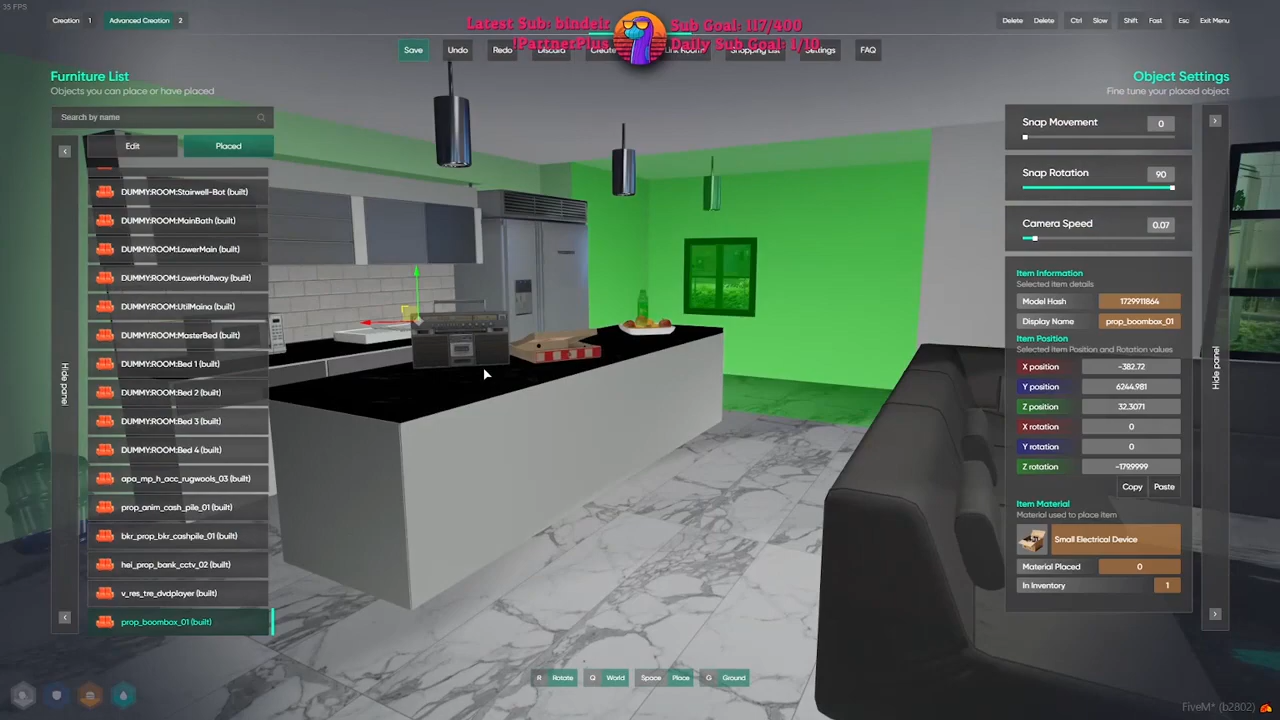 35 FPS
Creation 1
Advanced Creation 2
Latest Sub: bindeir
Sub Goal: 117/400
!PartnerPlus
Daily Sub Goal: 1/10
Delete Delete
Ctrl Slow
Shift Fast
Esc Exit Menu
Save
Undo
Redo
Discard
Shopping List
Settings
FAQ
Furniture List
Objects you can place or have placed
Search by name
Edit
Placed
Hide panel
DUMMY:ROOM:Stairwell-Bot (built)
DUMMY:ROOM:MainBath (built)
DUMMY:ROOM:LowerMain (built)
DUMMY:ROOM:LowerHallway (built)
DUMMY:ROOM:UtilMaina (built)
DUMMY:ROOM:MasterBed (built)
DUMMY:ROOM:Bed 1 (built)
DUMMY:ROOM:Bed 2 (built)
DUMMY:ROOM:Bed 3 (built)
DUMMY:ROOM:Bed 4 (built)
apa_mp_h_acc_rugwools_03 (built)
prop_anim_cash_pile_01 (built)
bkr_prop_bkr_cashpile_01 (built)
hei_prop_bank_cctv_02 (built)
v_res_tre_dvdplayer (built)
prop_boombox_01 (built)
Object Settings
Fine tune your placed object
Snap Movement 0
Snap Rotation 90
Camera Speed 0.07
Item Information
Selected item details
Model Hash 1729911864
Display Name prop_boombox_01
Item Position
Selected Item Position and Rotation values
X position -382.72
Y position 6244.981
Z position 32.3071
X rotation 0
Y rotation 0
Z rotation -179.9999
Copy Paste
Item Material
Material used to place item
Small Electrical Device
Material Placed 0
In Inventory 1
Hide panel
R Rotate
Q World
Space Place
G Ground
FiveM* (b2802)